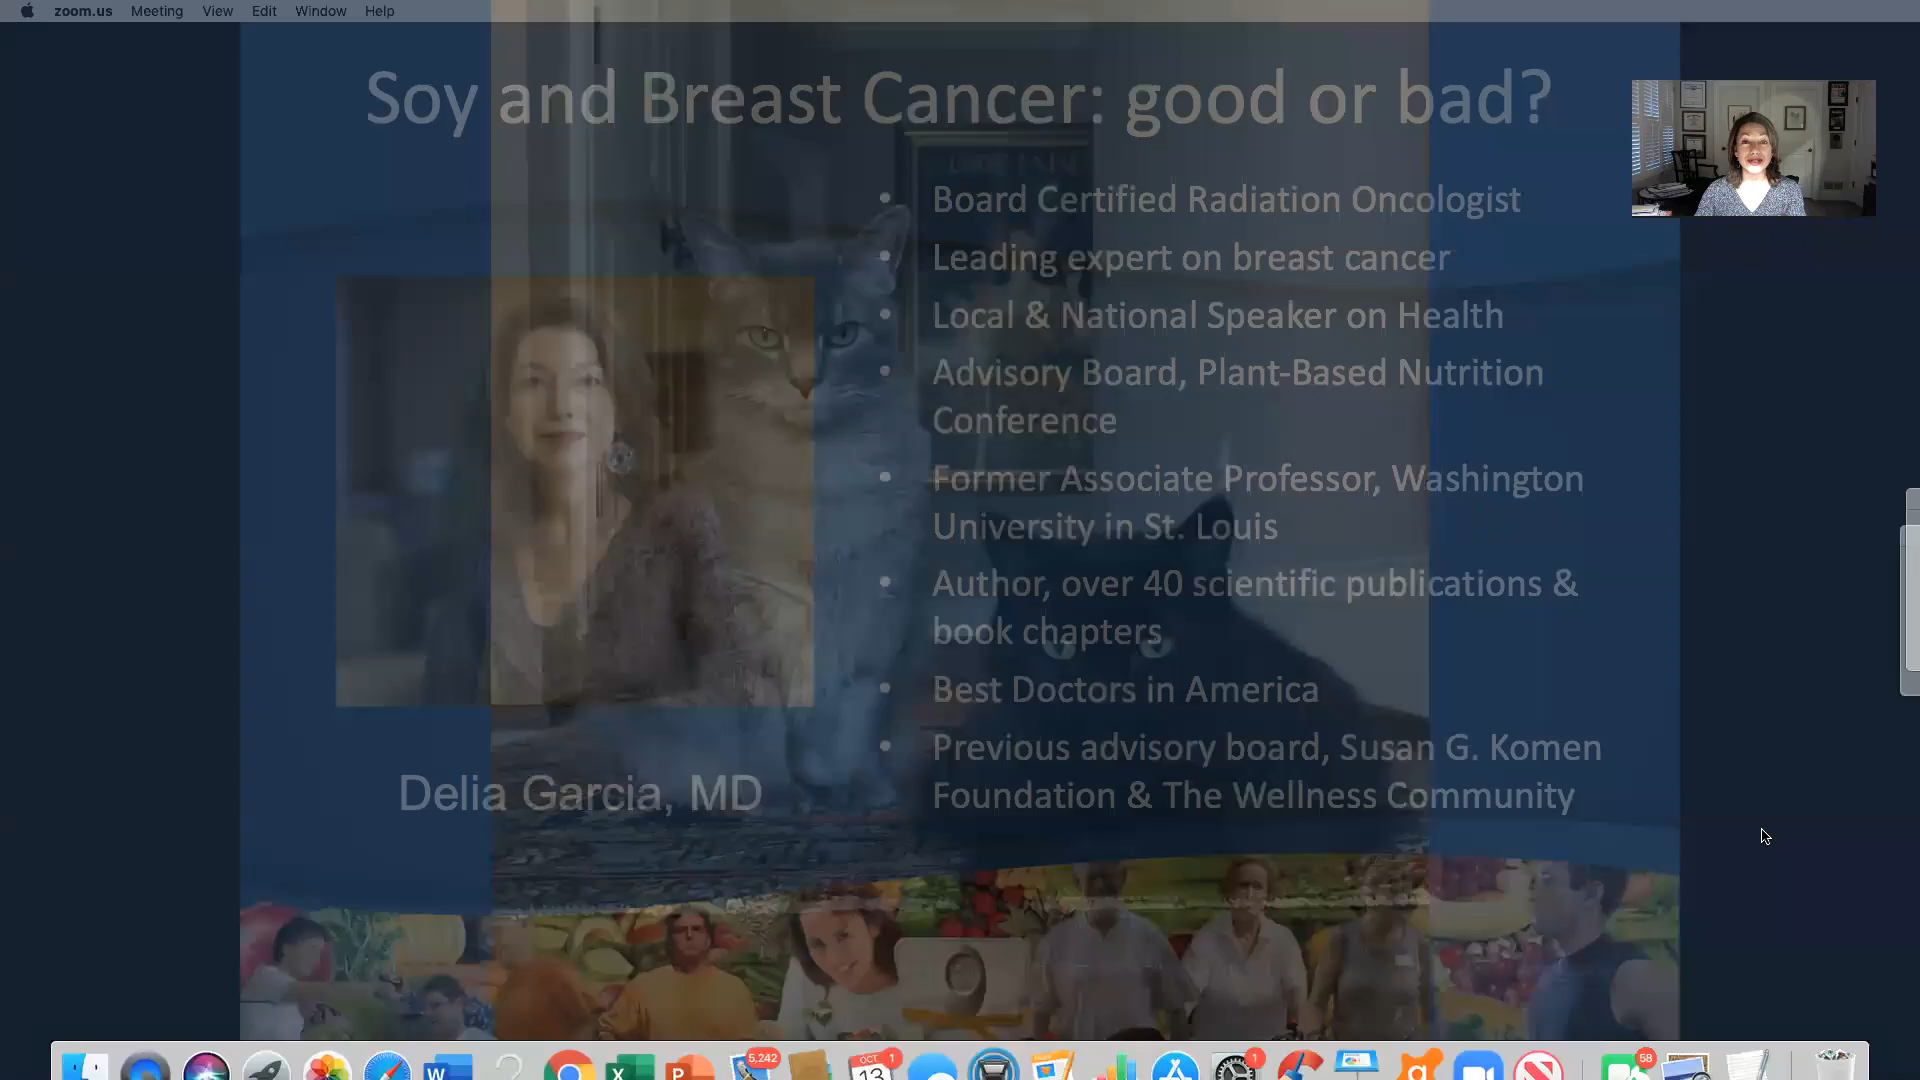 zoom.us Meeting View Edit Window Help
Soy and Breast Cancer: good or bad?
• Board Certified Radiation Oncologist
• Leading expert on breast cancer
• Local & National Speaker on Health
• Advisory Board, Plant-Based Nutrition
Conference
• Former Associate Professor, Washington
University in St. Louis
• Author, over 40 scientific publications &
book chapters
• Best Doctors in America
• Previous advisory board, Susan G. Komen
Foundation & The Wellness Community
Delia Garcia, MD
5,242
OCT
1
13
1
58
W
X
P